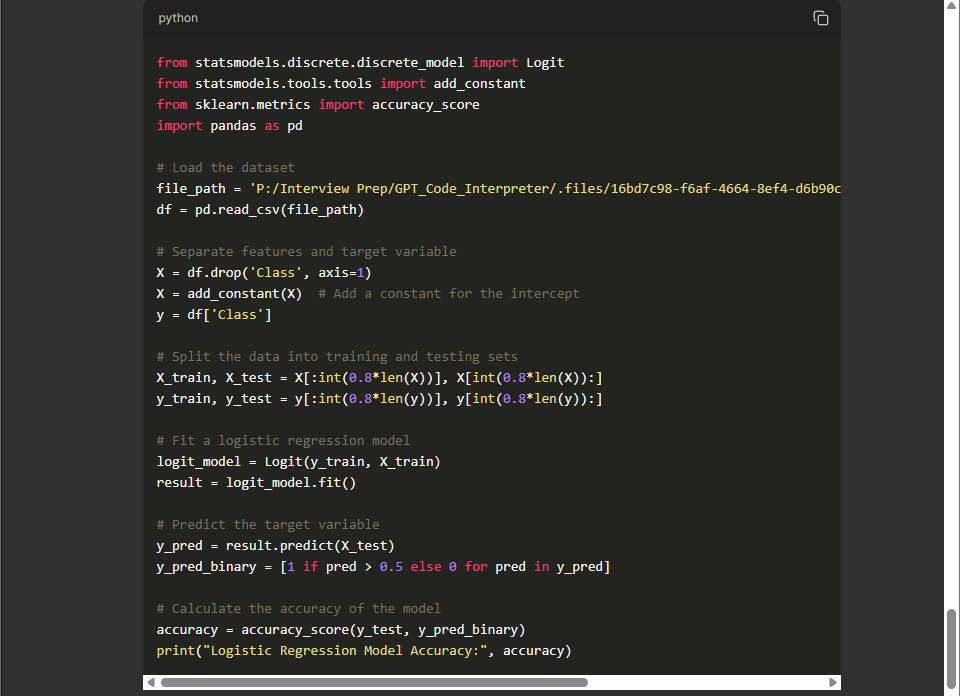 python
from statsmodels.discrete.discrete_model import Logit
from statsmodels.tools.tools import add_constant
from sklearn.metrics import accuracy_score
import pandas as pd
# Load the dataset
file_path = 'P:/Interview Prep/GPT_Code_Interpreter/.files/16bd7c98-f6af-4664-8ef4-d6b90c
df = pd.read_csv(file_path)
# Separate features and target variable
X = df.drop('Class', axis=1)
X = add_constant(X)  # Add a constant for the intercept
y = df['Class']
# Split the data into training and testing sets
X_train, X_test = X[:int(0.8*len(X))], X[int(0.8*len(X)):]
y_train, y_test = y[:int(0.8*len(y))], y[int(0.8*len(y)):]
# Fit a logistic regression model
logit_model = Logit(y_train, X_train)
result = logit_model.fit()
# Predict the target variable
y_pred = result.predict(X_test)
y_pred_binary = [1 if pred > 0.5 else 0 for pred in y_pred]
# Calculate the accuracy of the model
accuracy = accuracy_score(y_test, y_pred_binary)
print("Logistic Regression Model Accuracy:", accuracy)